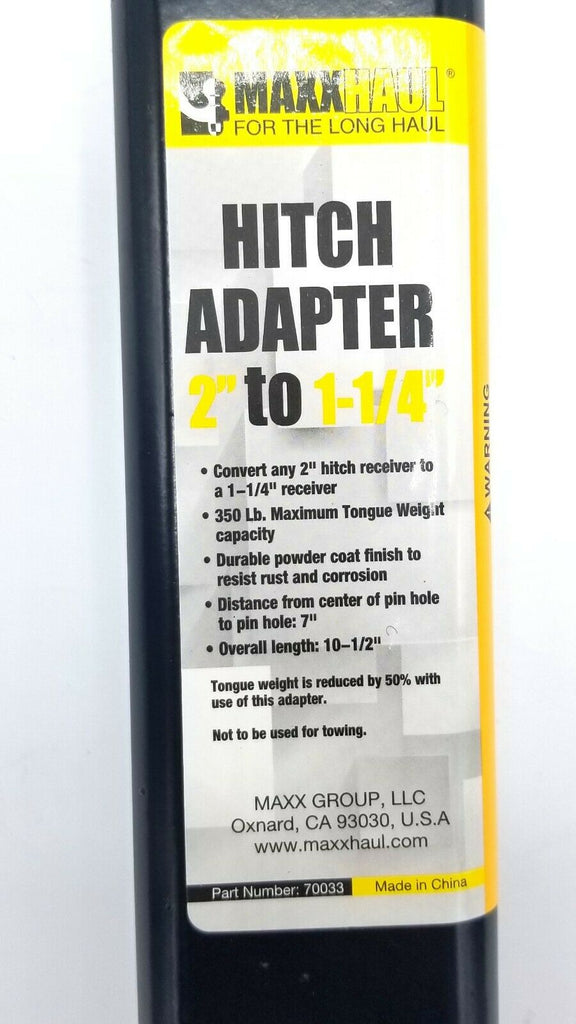 MAXXHAUL®
FOR THE LONG HAUL
HITCH
ADAPTER
2" to 1-1/4"
• Convert any 2" hitch receiver to
a 1–1/4" receiver
• 350 Lb. Maximum Tongue Weight
capacity
• Durable powder coat finish to
resist rust and corrosion
• Distance from center of pin hole
to pin hole: 7"
• Overall length: 10–1/2"
Tongue weight is reduced by 50% with
use of this adapter.
Not to be used for towing.
MAXX GROUP, LLC
Oxnard, CA 93030, U.S.A
www.maxxhaul.com
Part Number: 70033 Made in China
⚠WARNING